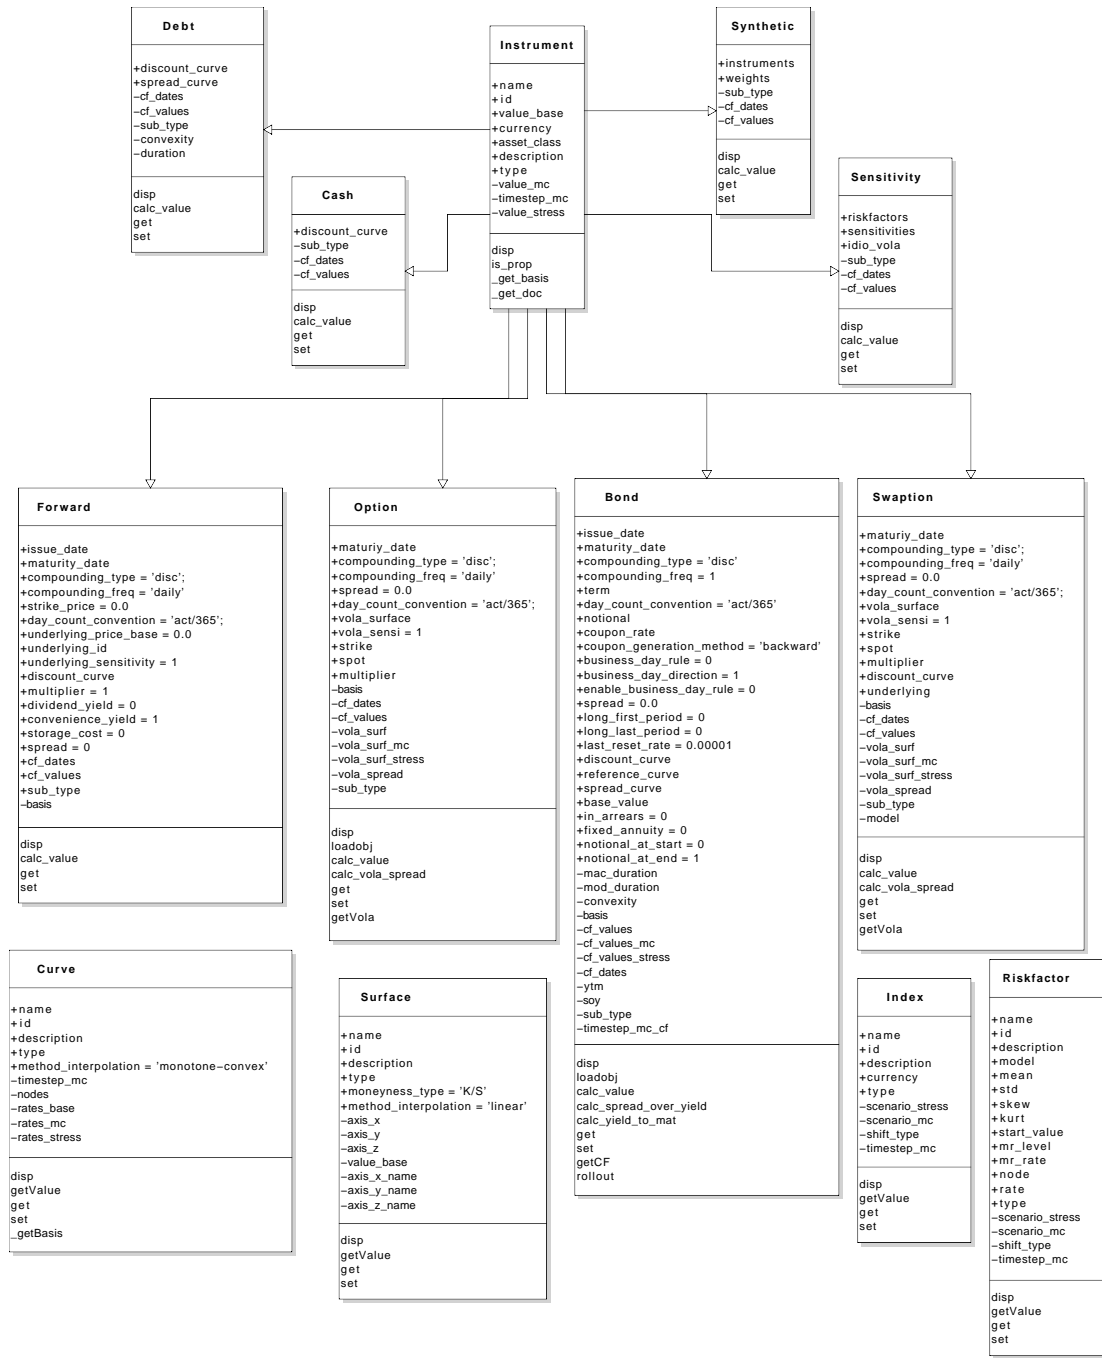 Debt
+discount_curve
+spread_curve
−cf_dates
−cf_values
−sub_type
−convexity
−duration
disp
calc_value
get
set
Instrument
+name
+id
+value_base
+currency
+asset_class
+description
+type
−value_mc
−timestep_mc
−value_stress
disp
is_prop
_get_basis
_get_doc
Synthetic
+instruments
+weights
−sub_type
−cf_dates
−cf_values
disp
calc_value
get
set
Cash
+discount_curve
−sub_type
−cf_dates
−cf_values
disp
calc_value
get
set
Sensitivity
+riskfactors
+sensitivities
+idio_vola
−sub_type
−cf_dates
−cf_values
disp
calc_value
get
set
Forward
+issue_date
+maturity_date
+compounding_type = 'disc';
+compounding_freq = 'daily'
+strike_price = 0.0
+day_count_convention = 'act/365';
+underlying_price_base = 0.0
+underlying_id
+underlying_sensitivity = 1
+discount_curve
+multiplier = 1
+dividend_yield = 0
+convenience_yield = 1
+storage_cost = 0
+spread = 0
+cf_dates
+cf_values
+sub_type
−basis
disp
calc_value
get
set
Option
+maturiy_date
+compounding_type = 'disc';
+compounding_freq = 'daily'
+spread = 0.0
+day_count_convention = 'act/365';
+vola_surface
+vola_sensi = 1
+strike
+spot
+multiplier
−basis
−cf_dates
−cf_values
−vola_surf
−vola_surf_mc
−vola_surf_stress
−vola_spread
−sub_type
disp
loadobj
calc_value
calc_vola_spread
get
set
getVola
Bond
+issue_date
+maturity_date
+compounding_type = 'disc'
+compounding_freq = 1
+term
+day_count_convention = 'act/365'
+notional
+coupon_rate
+coupon_generation_method = 'backward'
+business_day_rule = 0
+business_day_direction = 1
+enable_business_day_rule = 0
+spread = 0.0
+long_first_period = 0
+long_last_period = 0
+last_reset_rate = 0.00001
+discount_curve
+reference_curve
+spread_curve
+base_value
+in_arrears = 0
+fixed_annuity = 0
+notional_at_start = 0
+notional_at_end = 1
−mac_duration
−mod_duration
−convexity
−basis
−cf_values
−cf_values_mc
−cf_values_stress
−cf_dates
−ytm
−soy
−sub_type
−timestep_mc_cf
disp
loadobj
calc_value
calc_spread_over_yield
calc_yield_to_mat
get
set
getCF
rollout
Swaption
+maturiy_date
+compounding_type = 'disc';
+compounding_freq = 'daily'
+spread = 0.0
+day_count_convention = 'act/365';
+vola_surface
+vola_sensi = 1
+strike
+spot
+multiplier
+discount_curve
+underlying
−basis
−cf_dates
−cf_values
−vola_surf
−vola_surf_mc
−vola_surf_stress
−vola_spread
−sub_type
−model
disp
calc_value
calc_vola_spread
get
set
getVola
Curve
+name
+id
+description
+type
+method_interpolation = 'monotone−convex'
−timestep_mc
−nodes
−rates_base
−rates_mc
−rates_stress
disp
getValue
get
set
_getBasis
Surface
+name
+id
+description
+type
+moneyness_type = 'K/S'
+method_interpolation = 'linear'
−axis_x
−axis_y
−axis_z
−value_base
−axis_x_name
−axis_y_name
−axis_z_name
disp
getValue
get
set
Index
+name
+id
+description
+currency
+type
−scenario_stress
−scenario_mc
−shift_type
−timestep_mc
disp
getValue
get
set
Riskfactor
+name
+id
+description
+model
+mean
+std
+skew
+kurt
+start_value
+mr_level
+mr_rate
+node
+rate
+type
−scenario_stress
−scenario_mc
−shift_type
−timestep_mc
disp
getValue
get
set